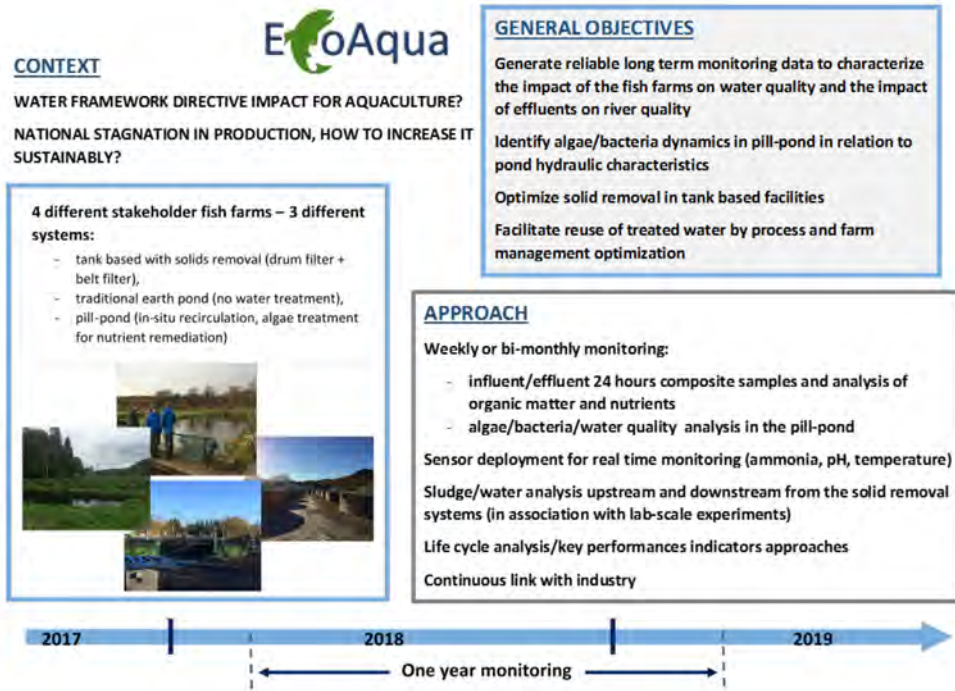 EcoAqua
CONTEXT
WATER FRAMEWORK DIRECTIVE IMPACT FOR AQUACULTURE?
NATIONAL STAGNATION IN PRODUCTION, HOW TO INCREASE IT
SUSTAINABLY?
4 different stakeholder fish farms – 3 different
systems:
- tank based with solids removal (drum filter +
belt filter),
- traditional earth pond (no water treatment),
- pill-pond (in-situ recirculation, algae treatment
for nutrient remediation)
GENERAL OBJECTIVES
Generate reliable long term monitoring data to characterize
the impact of the fish farms on water quality and the impact
of effluents on river quality
Identify algae/bacteria dynamics in pill-pond in relation to
pond hydraulic characteristics
Optimize solid removal in tank based facilities
Facilitate reuse of treated water by process and farm
management optimization
APPROACH
Weekly or bi-monthly monitoring:
- influent/effluent 24 hours composite samples and analysis of
organic matter and nutrients
- algae/bacteria/water quality analysis in the pill-pond
Sensor deployment for real time monitoring (ammonia, pH, temperature)
Sludge/water analysis upstream and downstream from the solid removal
systems (in association with lab-scale experiments)
Life cycle analysis/key performances indicators approaches
Continuous link with industry
2017 2018 2019
One year monitoring